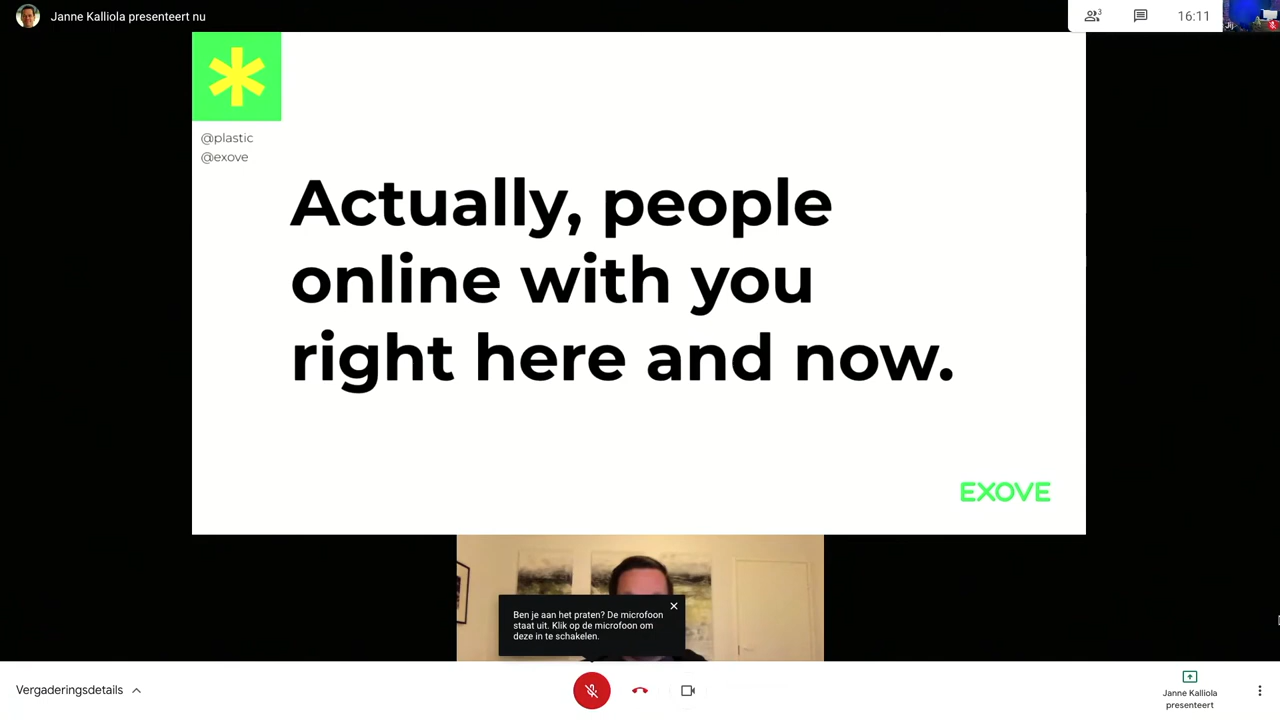 Janne Kalliola presenteert nu
3
16:11
Jij
@plastic
@exove
Actually, people
online with you
right here and now.
EXOVE
Ben je aan het praten? De microfoon
staat uit. Klik op de microfoon om
deze in te schakelen.
Vergaderingsdetails
Janne Kalliola
presenteert